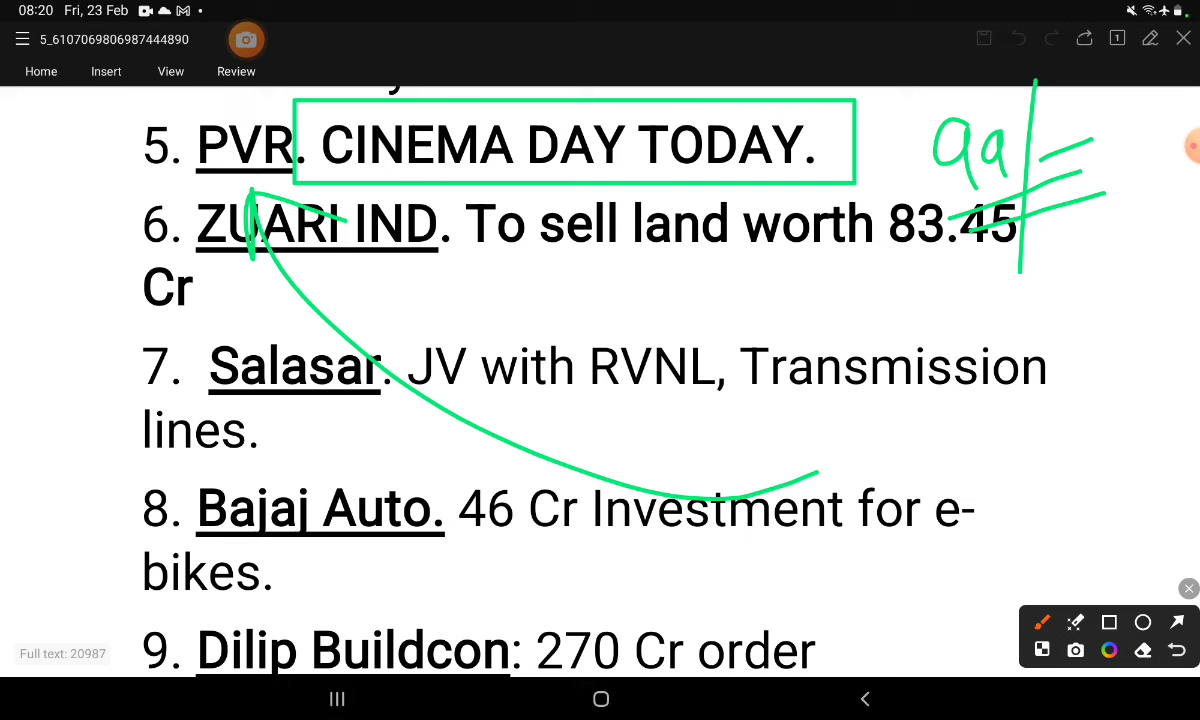 08:20 Fri, 23 Feb
5_6107069806987444890
1
Home Insert View Review
5. PVR. CINEMA DAY TODAY.
99/=
6. ZUARI IND. To sell land worth 83.45
Cr
7. Salasar. JV with RVNL, Transmission
lines.
8. Bajaj Auto. 46 Cr Investment for e-
bikes.
Full text: 20987
9. Dilip Buildcon: 270 Cr order